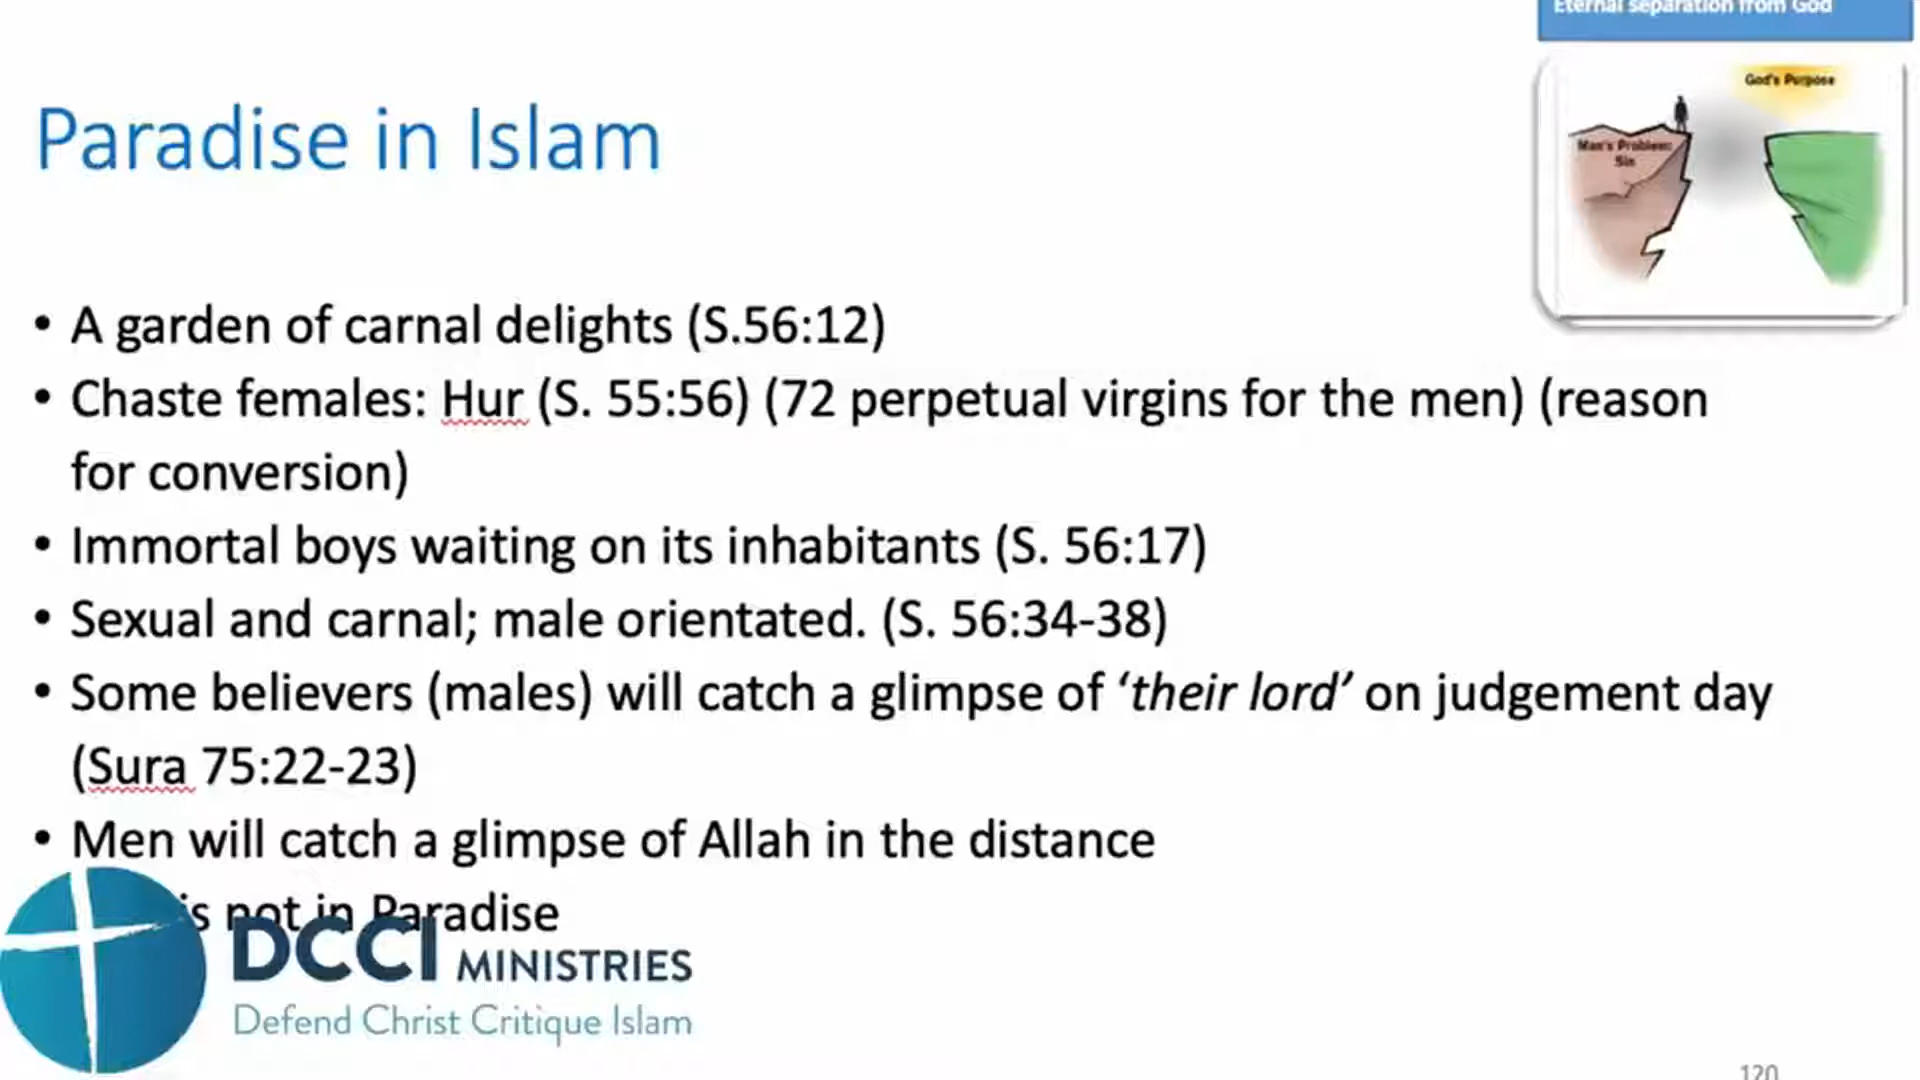 Eternal separation from God
God's Purpose
Man's Problem:
Sin
Paradise in Islam
• A garden of carnal delights (S.56:12)
• Chaste females: Hur (S. 55:56) (72 perpetual virgins for the men) (reason
for conversion)
• Immortal boys waiting on its inhabitants (S. 56:17)
• Sexual and carnal; male orientated. (S. 56:34-38)
• Some believers (males) will catch a glimpse of ‘their lord’ on judgement day
(Sura 75:22-23)
• Men will catch a glimpse of Allah in the distance
is not in Paradise
DCCI MINISTRIES
Defend Christ Critique Islam
120